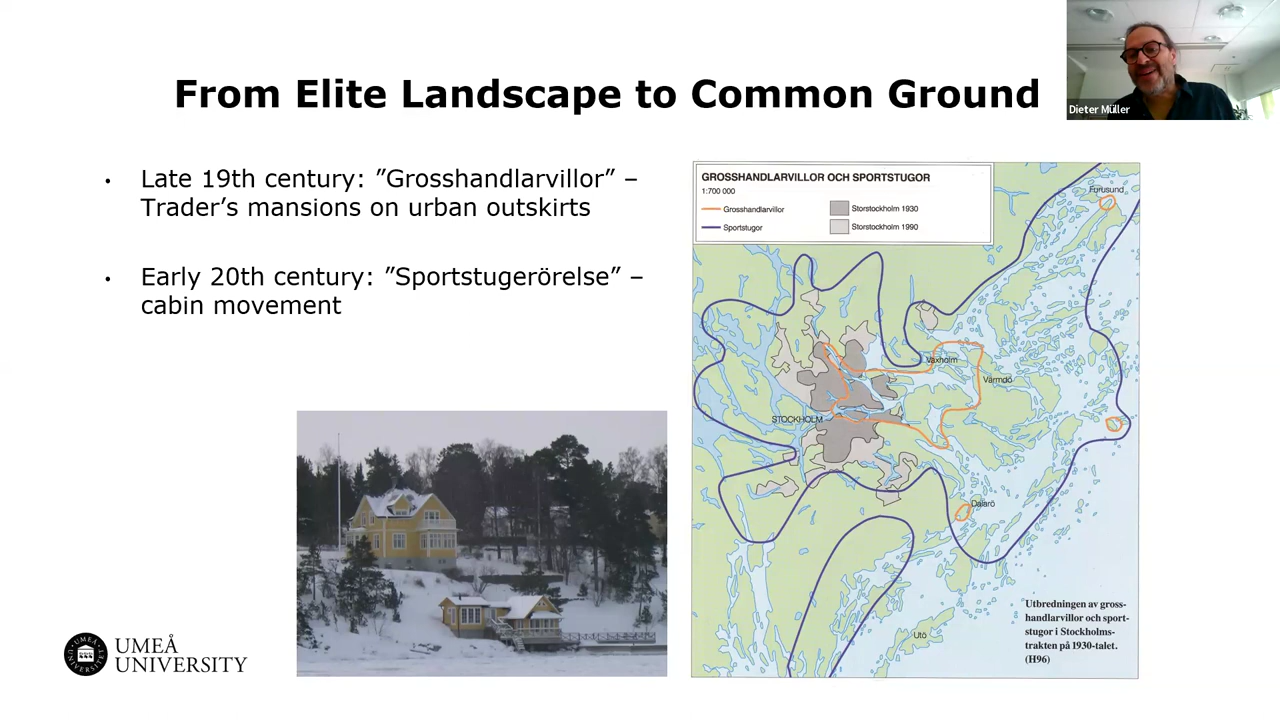 From Elite Landscape to Common Ground
Dieter Müller
• Late 19th century: ”Grosshandlarvillor” –
Trader’s mansions on urban outskirts
• Early 20th century: ”Sportstugerörelse” –
cabin movement
GROSSHANDLARVILLOR OCH SPORTSTUGOR
1:700 000
Grosshandlarvillor
Storstockholm 1930
Sportstugor
Storstockholm 1990
Furusund
Vaxholm
Värmdö
STOCKHOLM
Dalarö
Utö
Utbredningen av gross-
handlarvillor och sport-
stugor i Stockholms-
trakten på 1930-talet.
(H96)
UMEÅ
UNIVERSITY